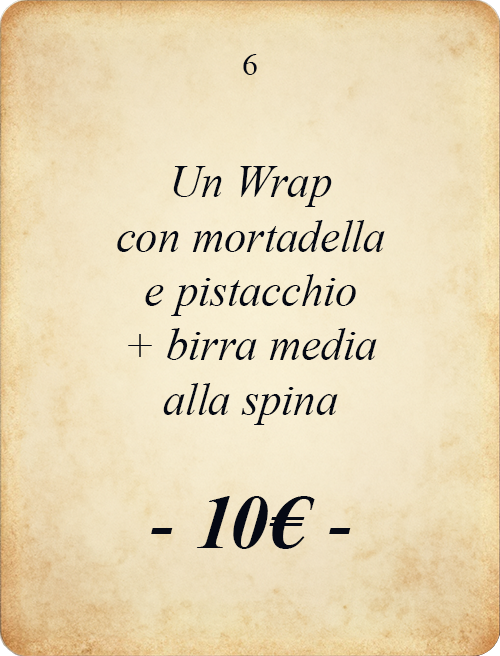 6
Un Wrap
con mortadella
e pistacchio
+ birra media
alla spina
- 10€ -